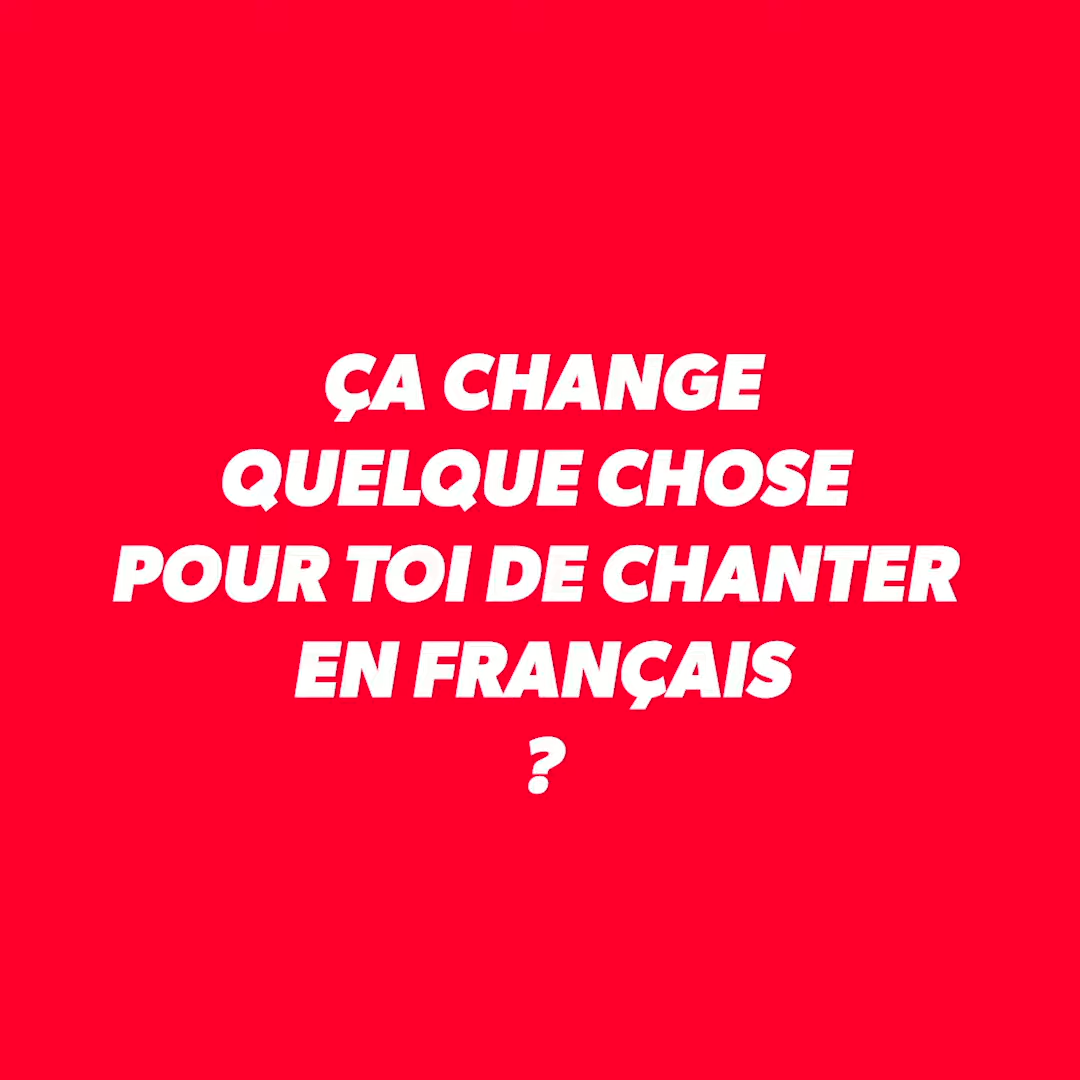 ÇA CHANGE
QUELQUE CHOSE
POUR TOI DE CHANTER
EN FRANÇAIS
?